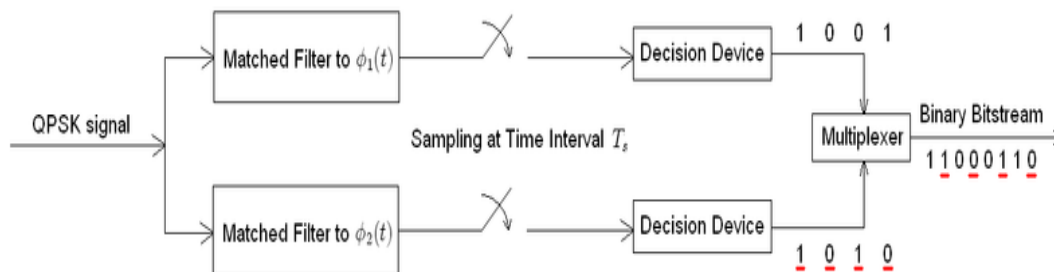 1 0 0 1
Matched Filter to ϕ₁(t)
Decision Device
QPSK signal
Sampling at Time Interval Tₛ
Multiplexer
Binary Bitstream
1 1 0 0 0 1 1 0
Matched Filter to ϕ₂(t)
Decision Device
1 0 1 0